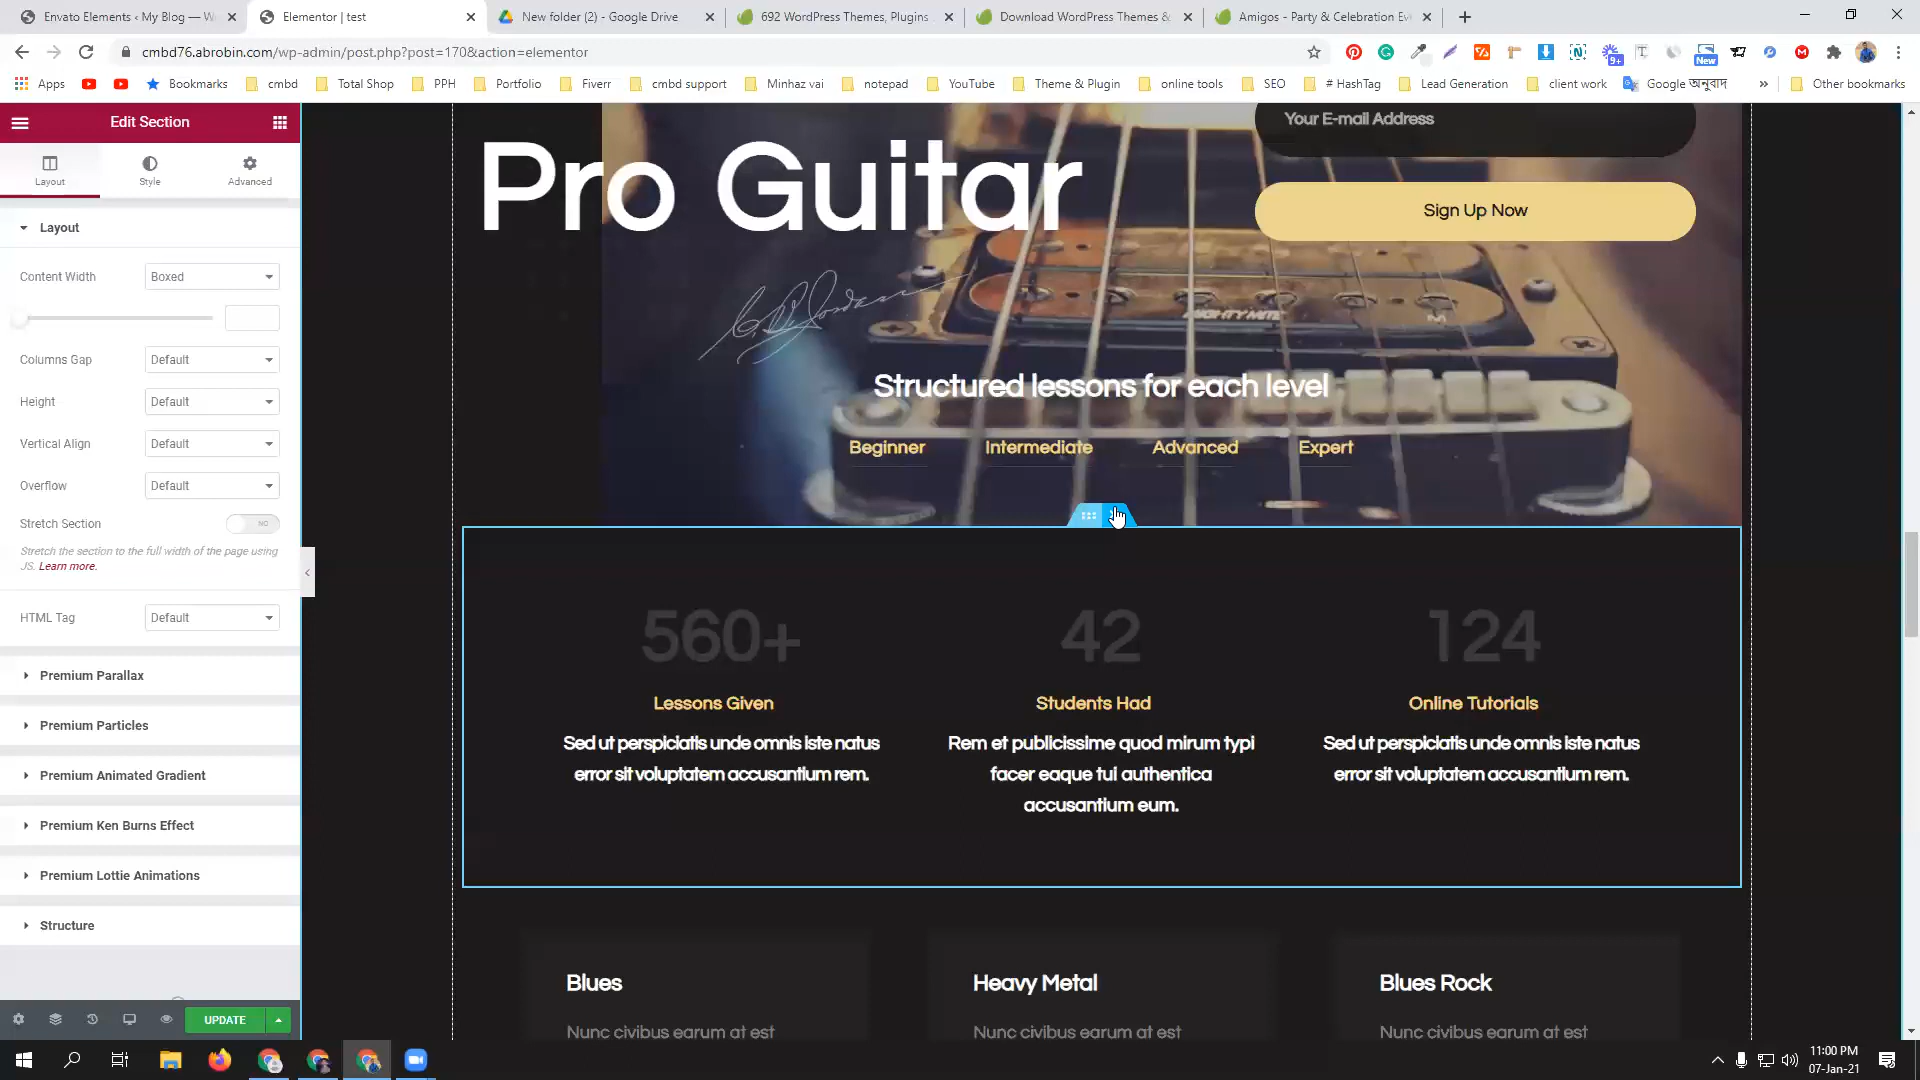 Envato Elements ‹ My Blog — W
Elementor | test
New folder (2) - Google Drive
692 WordPress Themes, Plugins
Download WordPress Themes &
Amigos - Party & Celebration Ev
cmbd76.abrobin.com/wp-admin/post.php?post=170&action=elementor
9+
New
Apps
Bookmarks
cmbd
Total Shop
PPH
Portfolio
Fiverr
cmbd support
Minhaz vai
notepad
YouTube
Theme & Plugin
online tools
SEO
# HashTag
Lead Generation
client work
Google অনুবাদ
»
Other bookmarks
Edit Section
Layout
Style
Advanced
Layout
Content Width
Boxed
Columns Gap
Default
Height
Default
Vertical Align
Default
Overflow
Default
Stretch Section
NO
Stretch the section to the full width of the page using
JS. Learn more.
HTML Tag
Default
Premium Parallax
Premium Particles
Premium Animated Gradient
Premium Ken Burns Effect
Premium Lottie Animations
Structure
UPDATE
Your E-mail Address
Pro Guitar
Sign Up Now
MIGHTY MITE
Structured lessons for each level
Beginner
Intermediate
Advanced
Expert
560+
42
124
Lessons Given
Students Had
Online Tutorials
Sed ut perspiciatis unde omnis iste natus
error sit voluptatem accusantium rem.
Rem et publicissime quod mirum typi
facer eaque tui authentica
accusantium eum.
Sed ut perspiciatis unde omnis iste natus
error sit voluptatem accusantium rem.
Blues
Heavy Metal
Blues Rock
Nunc civibus earum at est
Nunc civibus earum at est
Nunc civibus earum at est
11:00 PM
07-Jan-21